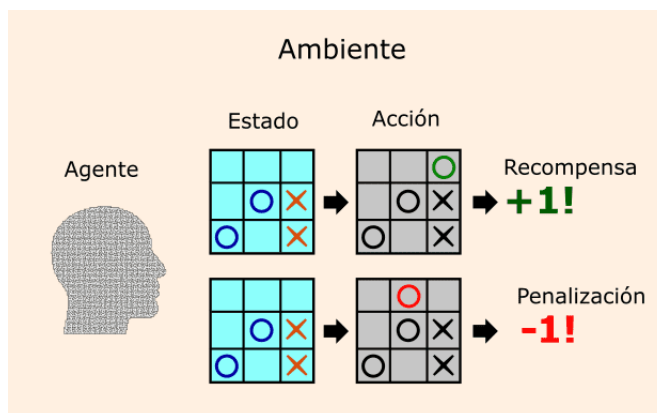 Ambiente
Agente
Estado
Acción
Recompensa
+1!
Penalización
-1!